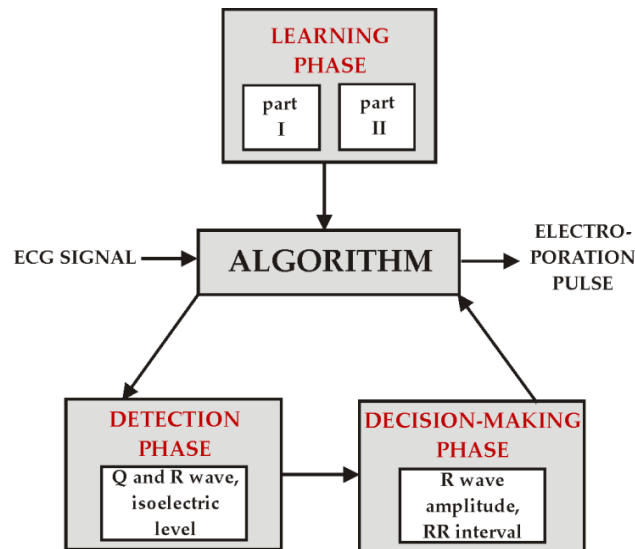 LEARNING
PHASE
part
I
part
II
ECG SIGNAL
ALGORITHM
ELECTRO-
PORATION
PULSE
DETECTION
PHASE
Q and R wave,
isoelectric
level
DECISION-MAKING
PHASE
R wave
amplitude,
RR interval